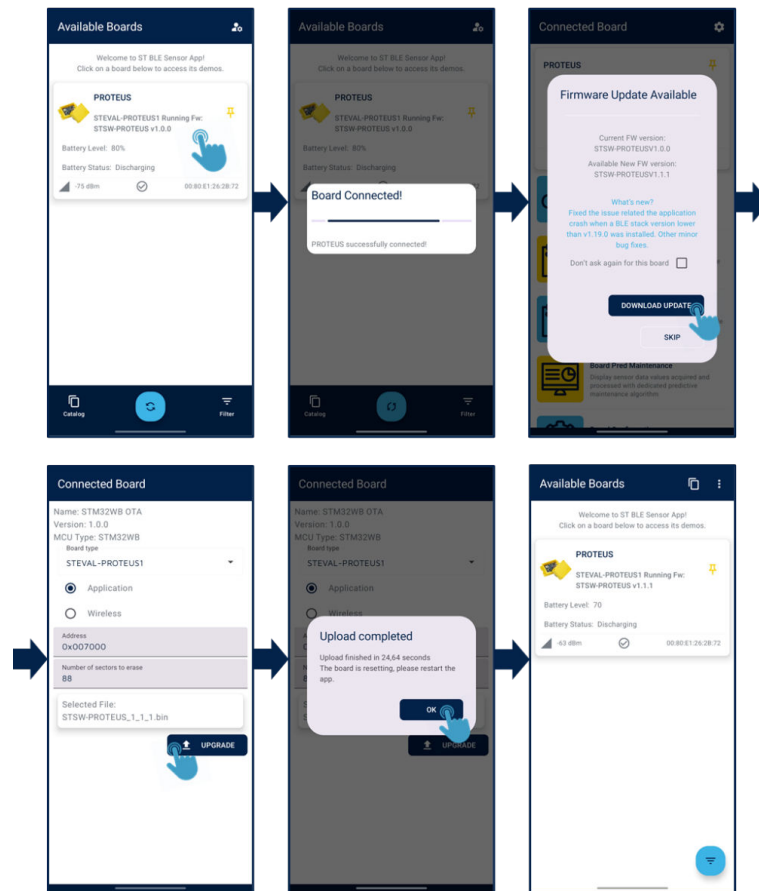 Available Boards
Welcome to ST BLE Sensor App!
Click on a board below to access its demos.
PROTEUS
STEVAL-PROTEUS1 Running Fw:
STSW-PROTEUS v1.0.0
Battery Level: 80%
Battery Status: Discharging
-75 dBm
00:80:E1:26:2B:72
Catalog
Filter
Available Boards
Welcome to ST BLE Sensor App!
Click on a board below to access its demos.
PROTEUS
STEVAL-PROTEUS1 Running Fw:
STSW-PROTEUS v1.0.0
Battery Level: 80%
Board Connected!
PROTEUS successfully connected!
Catalog
Filter
Connected Board
PROTEUS
Firmware Update Available
Current FW version:
STSW-PROTEUSV1.0.0
Available New FW version:
STSW-PROTEUSV1.1.1
What's new?
Fixed the issue related the application
crash when a BLE stack version lower
than v1.19.0 was installed. Other minor
bug fixes.
Don't ask again for this board
DOWNLOAD UPDATE
SKIP
Board Pred Maintenance
Display sensor data values acquired and
processed with dedicated predictive
maintenance algorithm
Connected Board
Name: STM32WB OTA
Version: 1.0.0
MCU Type: STM32WB
Board type
STEVAL-PROTEUS1
Application
Wireless
Address
0x007000
Number of sectors to erase
88
Selected File:
STSW-PROTEUS_1_1_1.bin
UPGRADE
Connected Board
Name: STM32WB OTA
Version: 1.0.0
MCU Type: STM32WB
Board type
STEVAL-PROTEUS1
Application
Upload completed
Upload finished in 24,64 seconds
The board is resetting, please restart the
app.
OK
UPGRADE
Available Boards
Welcome to ST BLE Sensor App!
Click on a board below to access its demos.
PROTEUS
STEVAL-PROTEUS1 Running Fw:
STSW-PROTEUS v1.1.1
Battery Level: 70
Battery Status: Discharging
-63 dBm
00:80:E1:26:2B:72